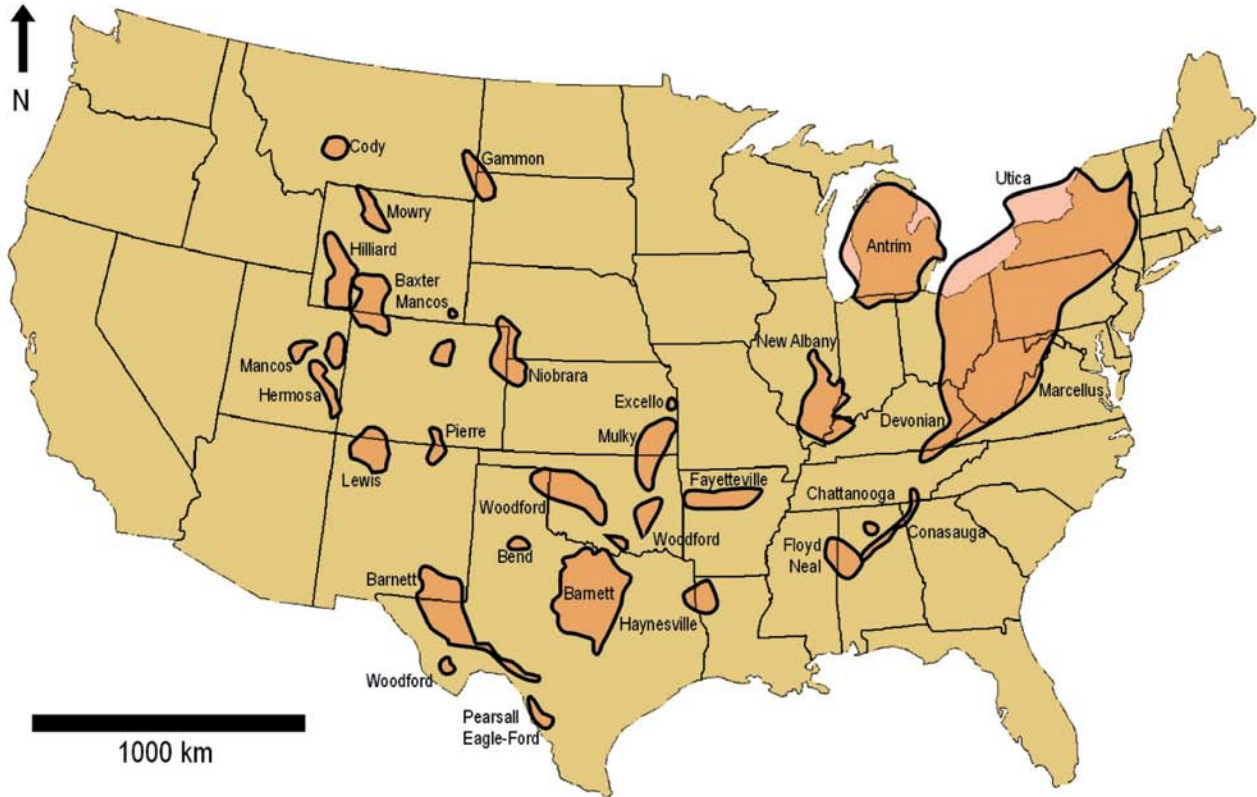 N
Cody
Gammon
Utica
Mowry
Antrim
Hilliard
Baxter
Mancos
New Albany
Mancos
Niobrara
Hermosa
Marcellus
Excello
Devonian
Mulky
Pierre
Lewis
Fayetteville
Chattanooga
Woodford
Woodford
Conasauga
Floyd
Neal
Bend
Barnett
Barnett
Haynesville
Woodford
Pearsall
Eagle-Ford
1000 km